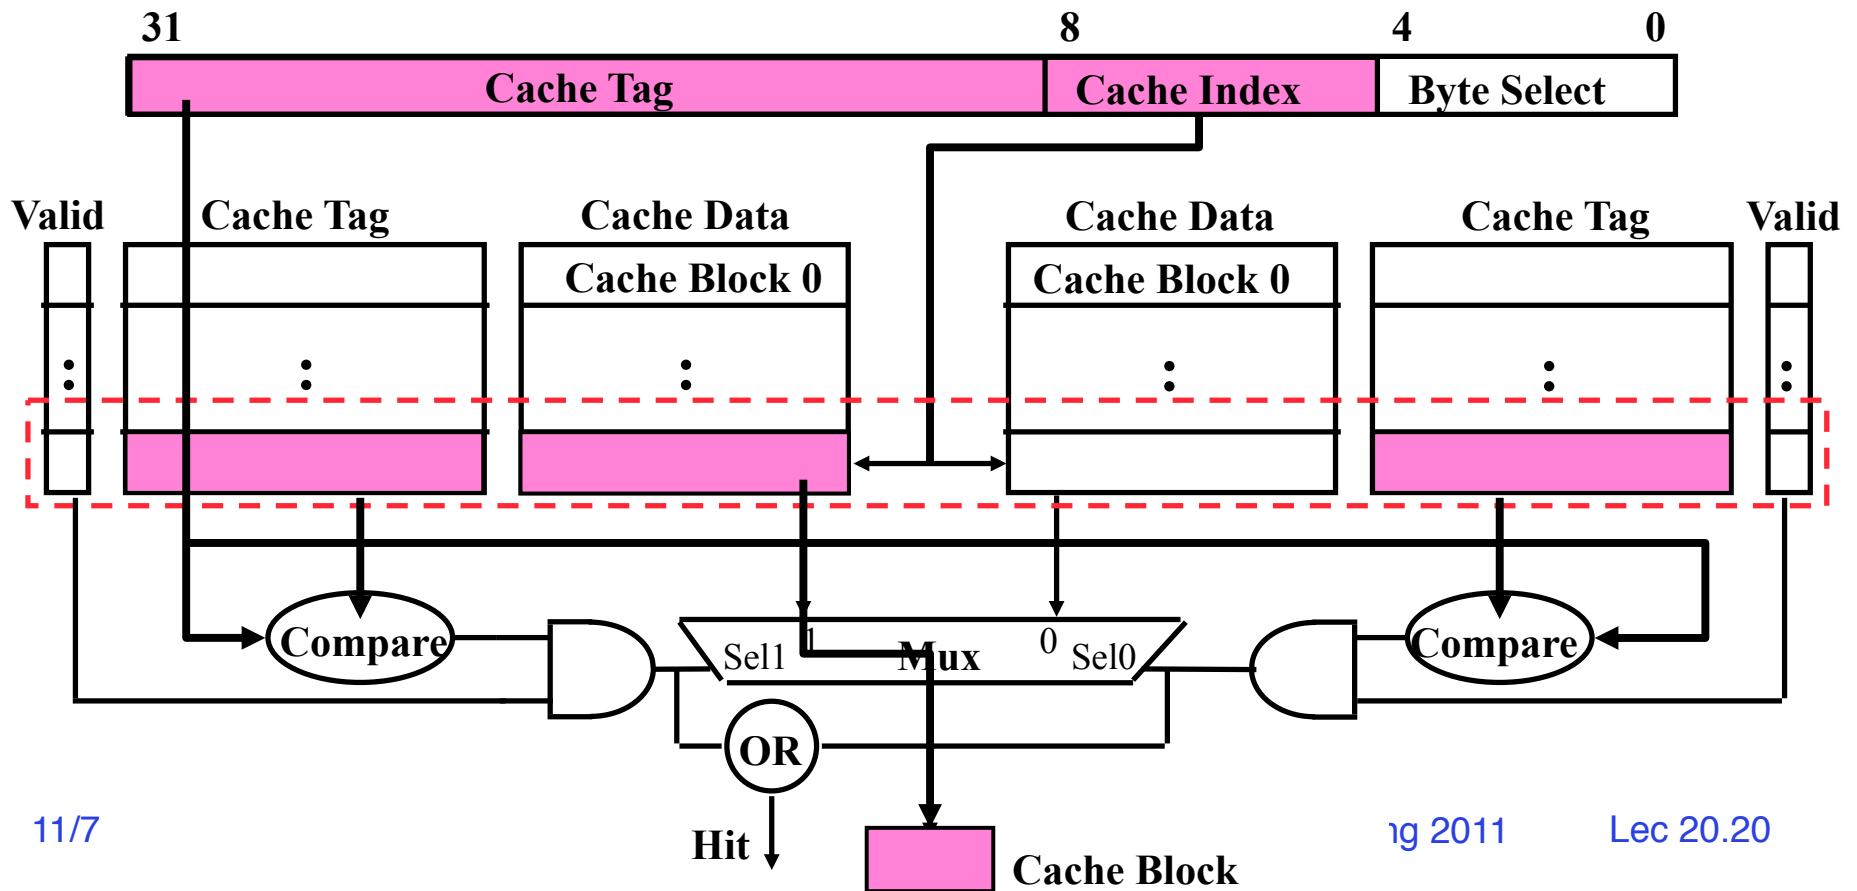 31 8 4 0
Cache Tag Cache Index Byte Select
Valid Cache Tag Cache Data Cache Data Cache Tag Valid
Cache Block 0 Cache Block 0
Compare Sel1 1 Mux 0 Sel0 Compare
OR
Hit
Cache Block
11/7 2011 Lec 20.20